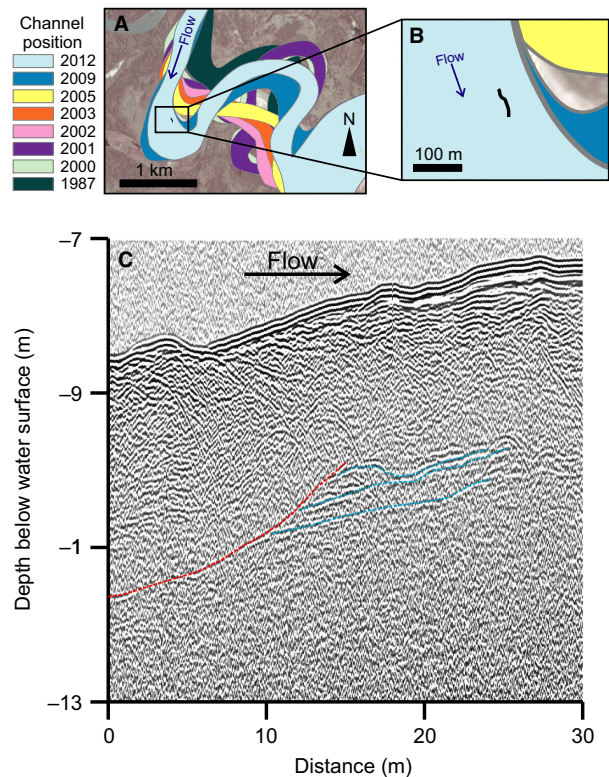 Channel
position
2012
2009
2005
2003
2002
2001
2000
1987
A
Flow
N
1 km
B
Flow
100 m
C
Flow
–7
–9
–1
–13
Depth below water surface (m)
0
10
20
30
Distance (m)